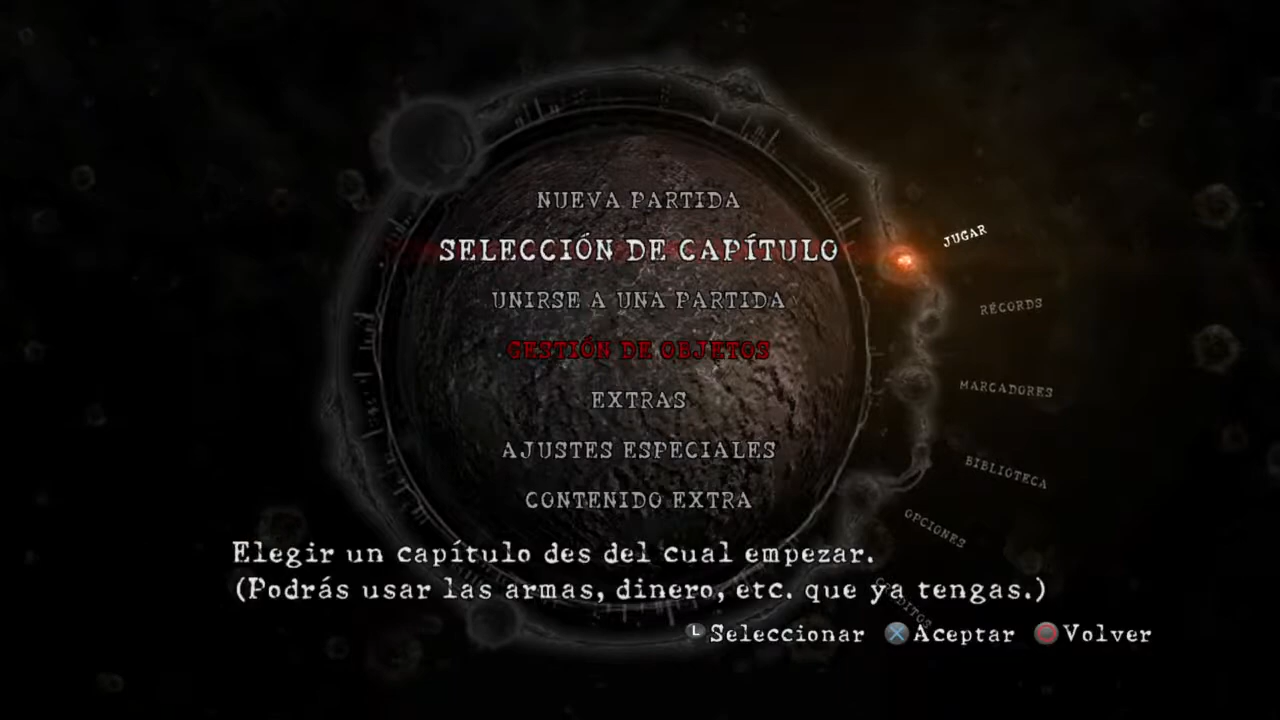 NUEVA PARTIDA
SELECCIÓN DE CAPÍTULO
JUGAR
UNIRSE A UNA PARTIDA
RÉCORDS
GESTIÓN DE OBJETOS
EXTRAS
MARCADORES
AJUSTES ESPECIALES
BIBLIOTECA
CONTENIDO EXTRA
OPCIONES
Elegir un capítulo des del cual empezar.
(Podrás usar las armas, dinero, etc. que ya tengas.)
CRÉDITOS
L Seleccionar Aceptar Volver